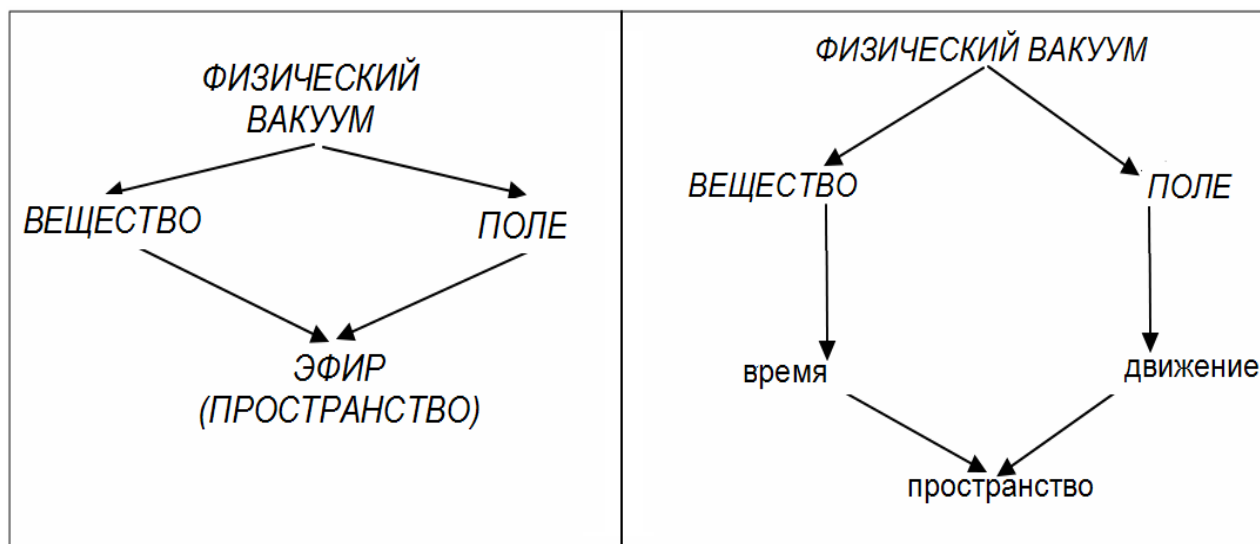 ФИЗИЧЕСКИЙ
ВАКУУМ
ВЕЩЕСТВО
ПОЛЕ
ЭФИР
(ПРОСТРАНСТВО)
ФИЗИЧЕСКИЙ ВАКУУМ
ВЕЩЕСТВО
ПОЛЕ
время
движение
пространство